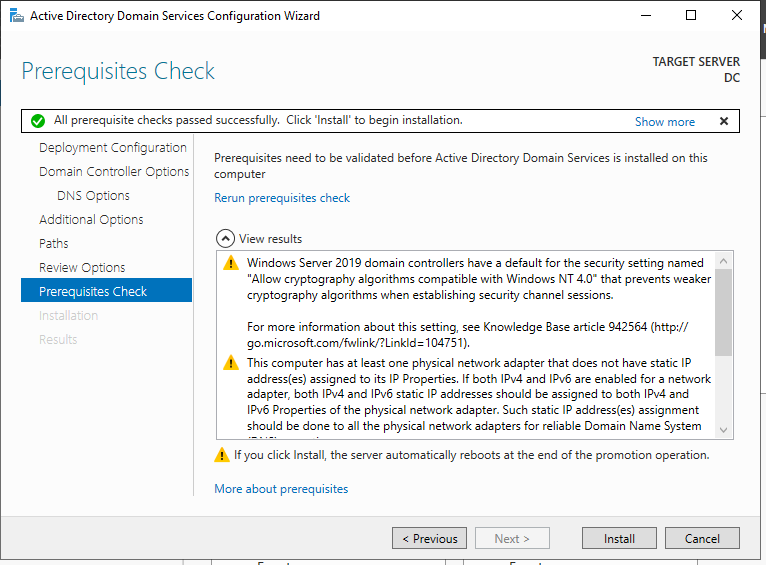 Active Directory Domain Services Configuration Wizard
Prerequisites Check
TARGET SERVER
DC
All prerequisite checks passed successfully.  Click 'Install' to begin installation.
Show more
Deployment Configuration
Domain Controller Options
DNS Options
Additional Options
Paths
Review Options
Prerequisites Check
Installation
Results
Prerequisites need to be validated before Active Directory Domain Services is installed on this
computer
Rerun prerequisites check
View results
Windows Server 2019 domain controllers have a default for the security setting named
"Allow cryptography algorithms compatible with Windows NT 4.0" that prevents weaker
cryptography algorithms when establishing security channel sessions.
For more information about this setting, see Knowledge Base article 942564 (http://
go.microsoft.com/fwlink/?LinkId=104751).
This computer has at least one physical network adapter that does not have static IP
address(es) assigned to its IP Properties. If both IPv4 and IPv6 are enabled for a network
adapter, both IPv4 and IPv6 static IP addresses should be assigned to both IPv4 and
IPv6 Properties of the physical network adapter. Such static IP address(es) assignment
should be done to all the physical network adapters for reliable Domain Name System
If you click Install, the server automatically reboots at the end of the promotion operation.
More about prerequisites
< Previous
Next >
Install
Cancel